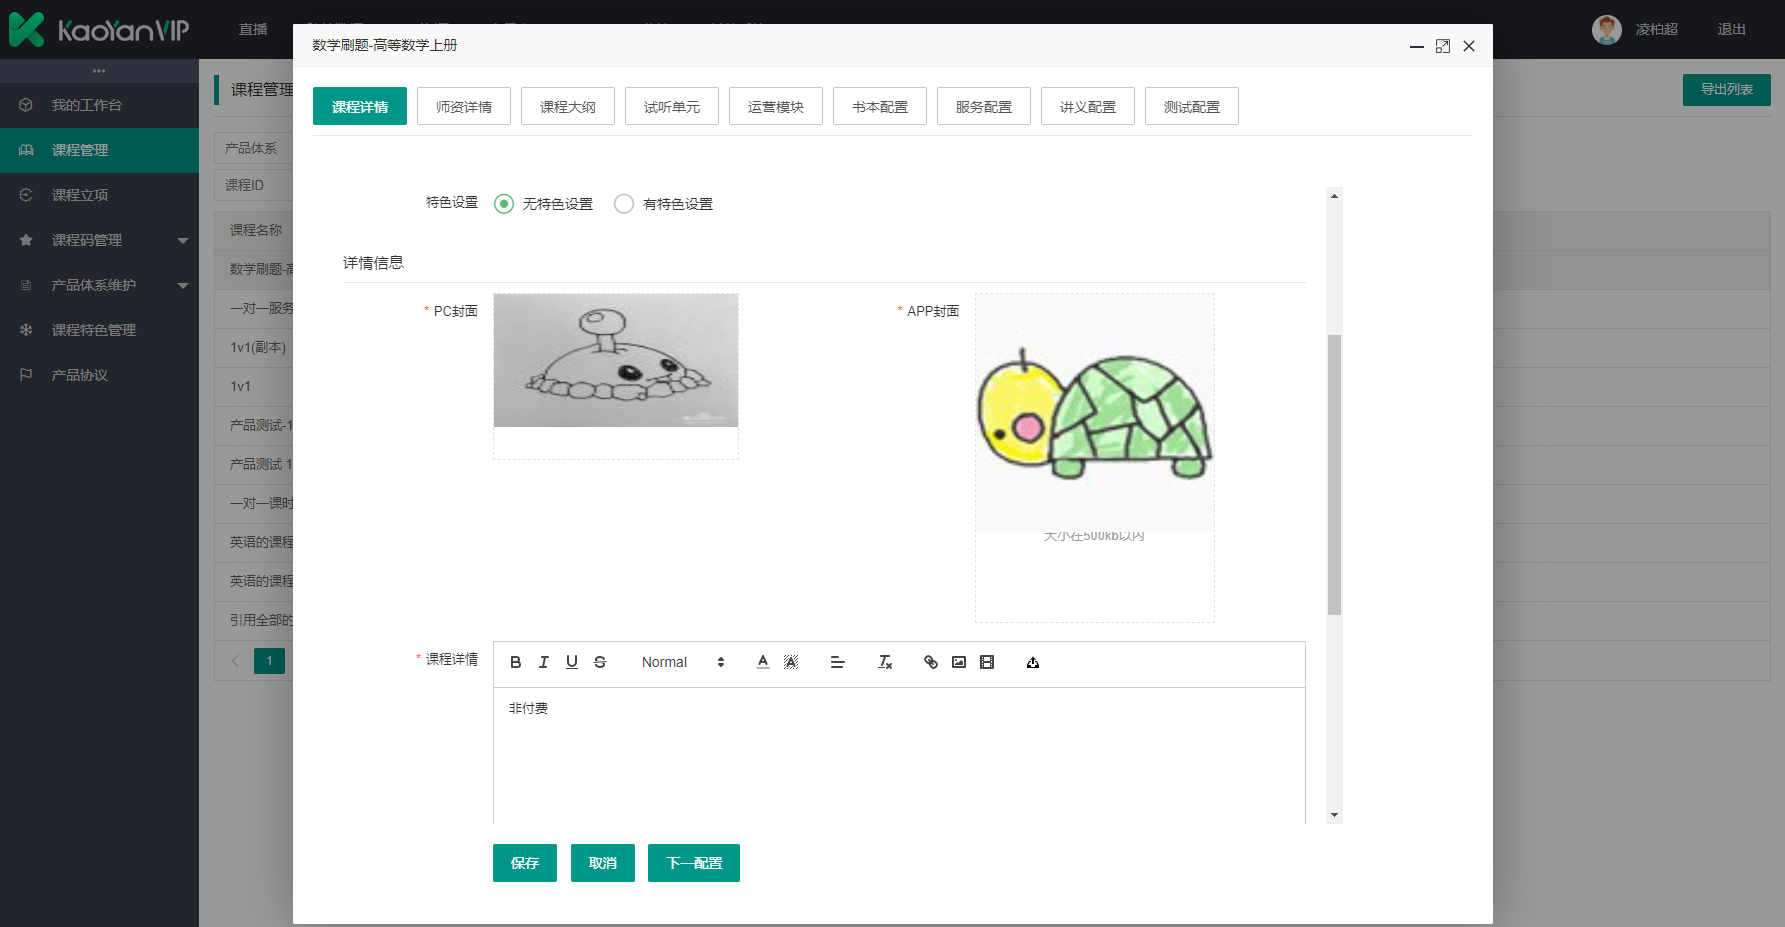 KaoYanVIP
直播
凌柏超
退出
...
我的工作台
课程管理
课程立项
课程码管理
产品体系维护
课程特色管理
产品协议
课程管理
导出列表
产品体系
课程ID
课程名称
数学刷题-高
一对一服务
1v1(副本)
1v1
产品测试-1
产品测试 1
一对一课时
英语的课程
英语的课程
引用全部的
1
数学刷题-高等数学上册
课程详情
师资详情
课程大纲
试听单元
运营模块
书本配置
服务配置
讲义配置
测试配置
特色设置
无特色设置
有特色设置
详情信息
* PC封面
* APP封面
大小在500kb以内
* 课程详情
B I U S Normal A A
非付费
保存
取消
下一配置